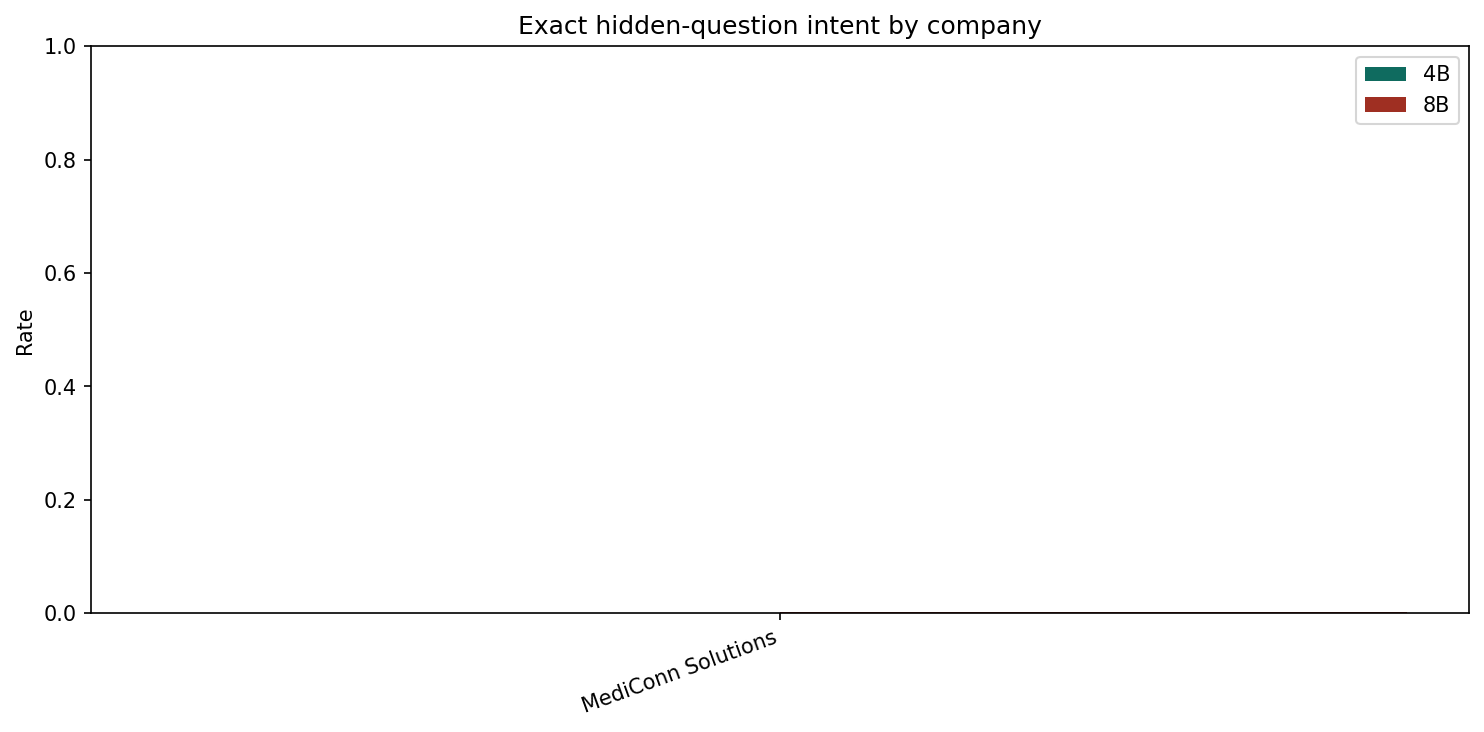 Exact hidden-question intent by company
4B
8B
1.0
0.8
0.6
0.4
0.2
0.0
Rate
MediConn Solutions